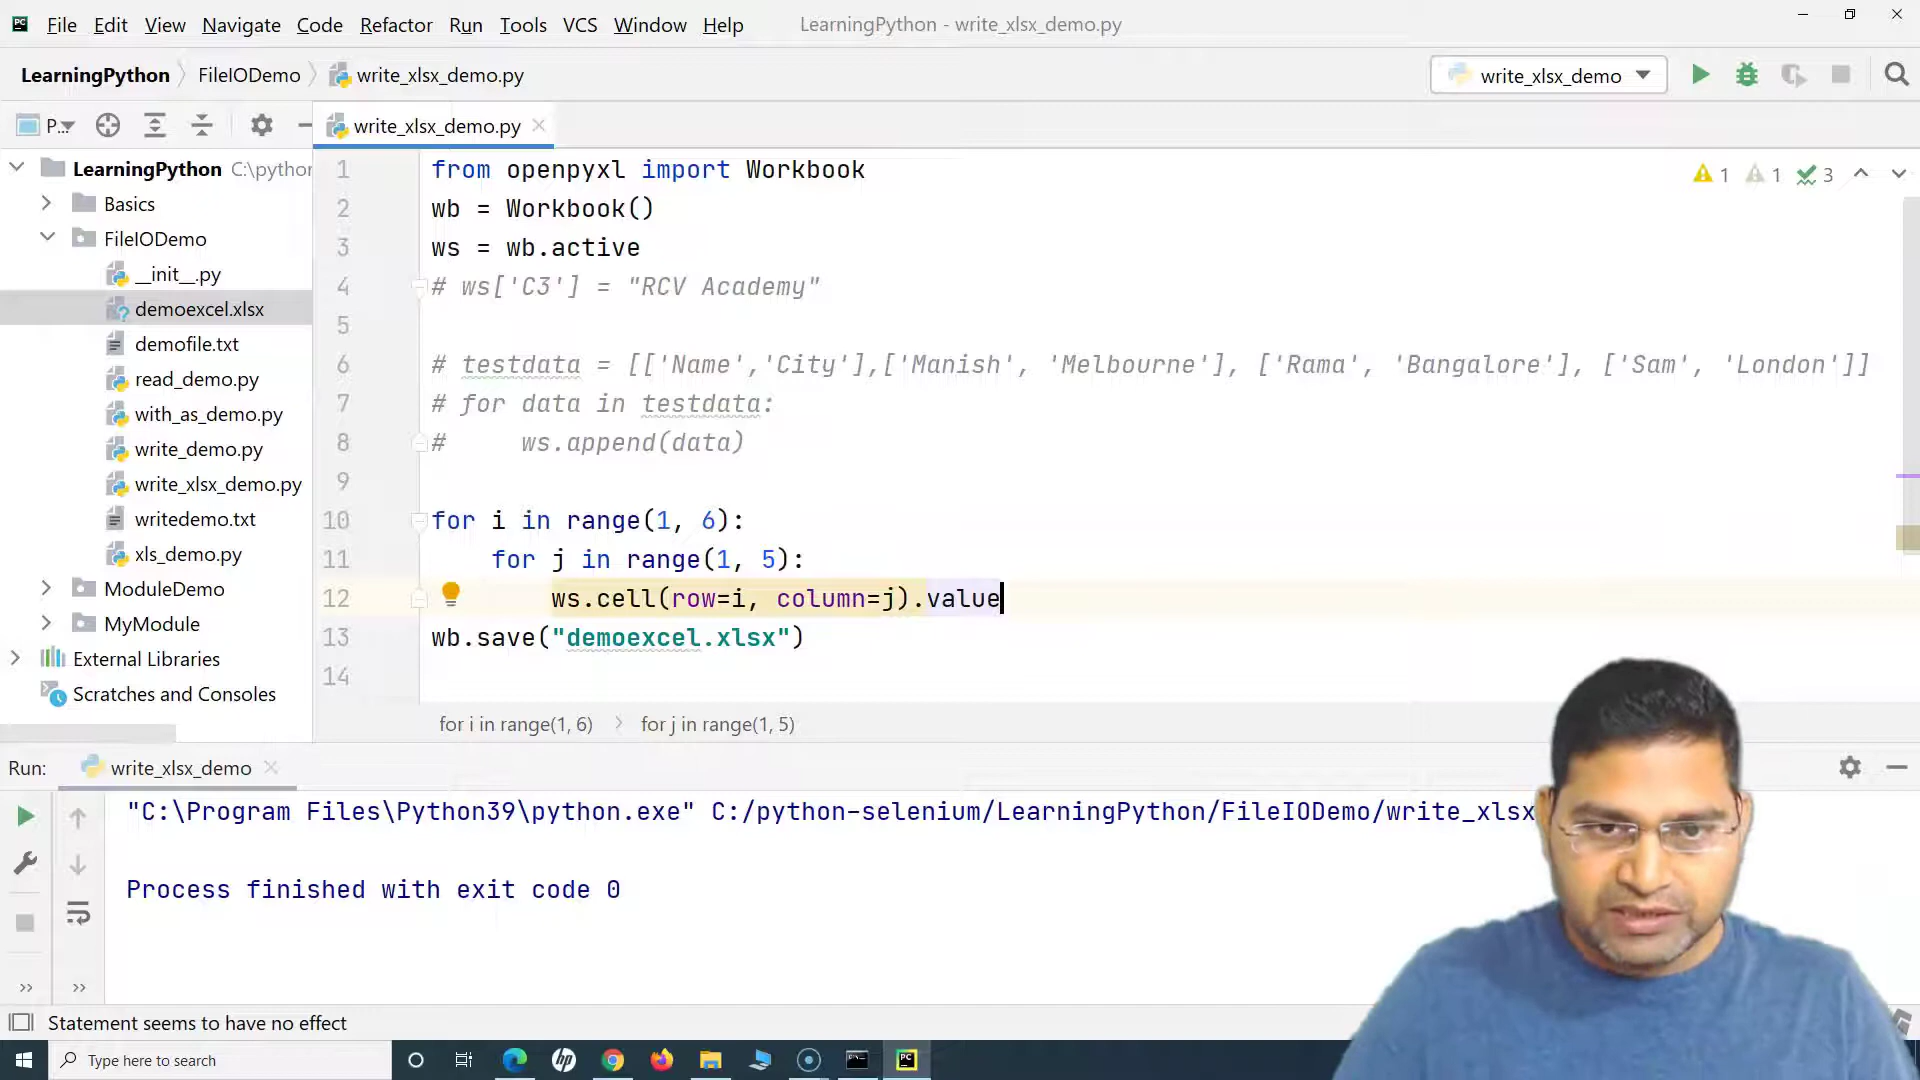 File Edit View Navigate Code Refactor Run Tools VCS Window Help LearningPython - write_xlsx_demo.py
LearningPython FileIODemo write_xlsx_demo.py write_xlsx_demo
P.. write_xlsx_demo.py
LearningPython C:\python
Basics
FileIODemo
__init__.py
demoexcel.xlsx
demofile.txt
read_demo.py
with_as_demo.py
write_demo.py
write_xlsx_demo.py
writedemo.txt
xls_demo.py
ModuleDemo
MyModule
External Libraries
Scratches and Consoles
1 from openpyxl import Workbook
2 wb = Workbook()
3 ws = wb.active
4 # ws['C3'] = "RCV Academy"
5
6 # testdata = [['Name','City'],['Manish', 'Melbourne'], ['Rama', 'Bangalore'], ['Sam', 'London']]
7 # for data in testdata:
8 #     ws.append(data)
9
10 for i in range(1, 6):
11     for j in range(1, 5):
12         ws.cell(row=i, column=j).value
13 wb.save("demoexcel.xlsx")
14
1 1 3
for i in range(1, 6) for j in range(1, 5)
Run: write_xlsx_demo
"C:\Program Files\Python39\python.exe" C:/python-selenium/LearningPython/FileIODemo/write_xlsx
Process finished with exit code 0
Statement seems to have no effect
Type here to search